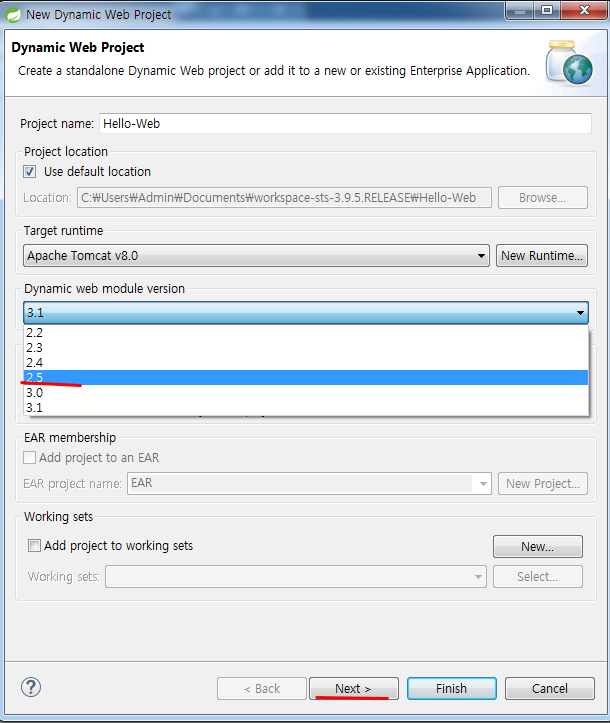 New Dynamic Web Project
Dynamic Web Project
Create a standalone Dynamic Web project or add it to a new or existing Enterprise Application.
Project name: Hello-Web
Project location
Use default location
Location: C:₩Users₩Admin₩Documents₩workspace-sts-3.9.5.RELEASE₩Hello-Web Browse...
Target runtime
Apache Tomcat v8.0 New Runtime...
Dynamic web module version
3.1
2.2
2.3
2.4
2.5
3.0
3.1
EAR membership
Add project to an EAR
EAR project name: EAR New Project...
Working sets
Add project to working sets New...
Working sets: Select...
? < Back Next > Finish Cancel